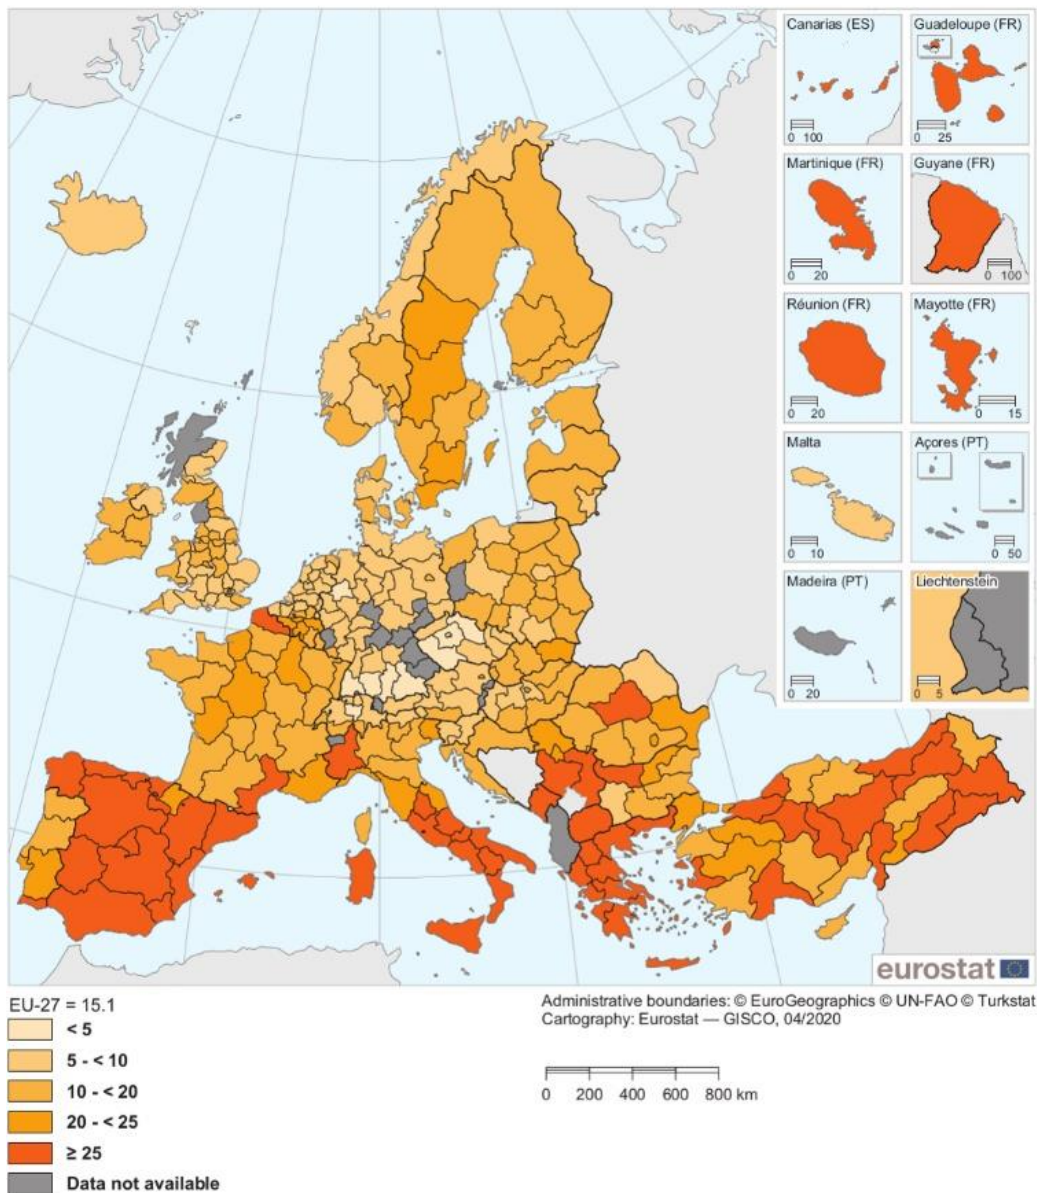 Canarias (ES)
0 100
Guadeloupe (FR)
0 25
Martinique (FR)
0 20
Guyane (FR)
0 100
Réunion (FR)
0 20
Mayotte (FR)
0 15
Malta
0 10
Açores (PT)
0 50
Madeira (PT)
0 20
Liechtenstein
0 5
eurostat
EU-27 = 15.1
< 5
5 - < 10
10 - < 20
20 - < 25
≥ 25
Data not available
Administrative boundaries: © EuroGeographics © UN-FAO © Turkstat
Cartography: Eurostat — GISCO, 04/2020
0 200 400 600 800 km